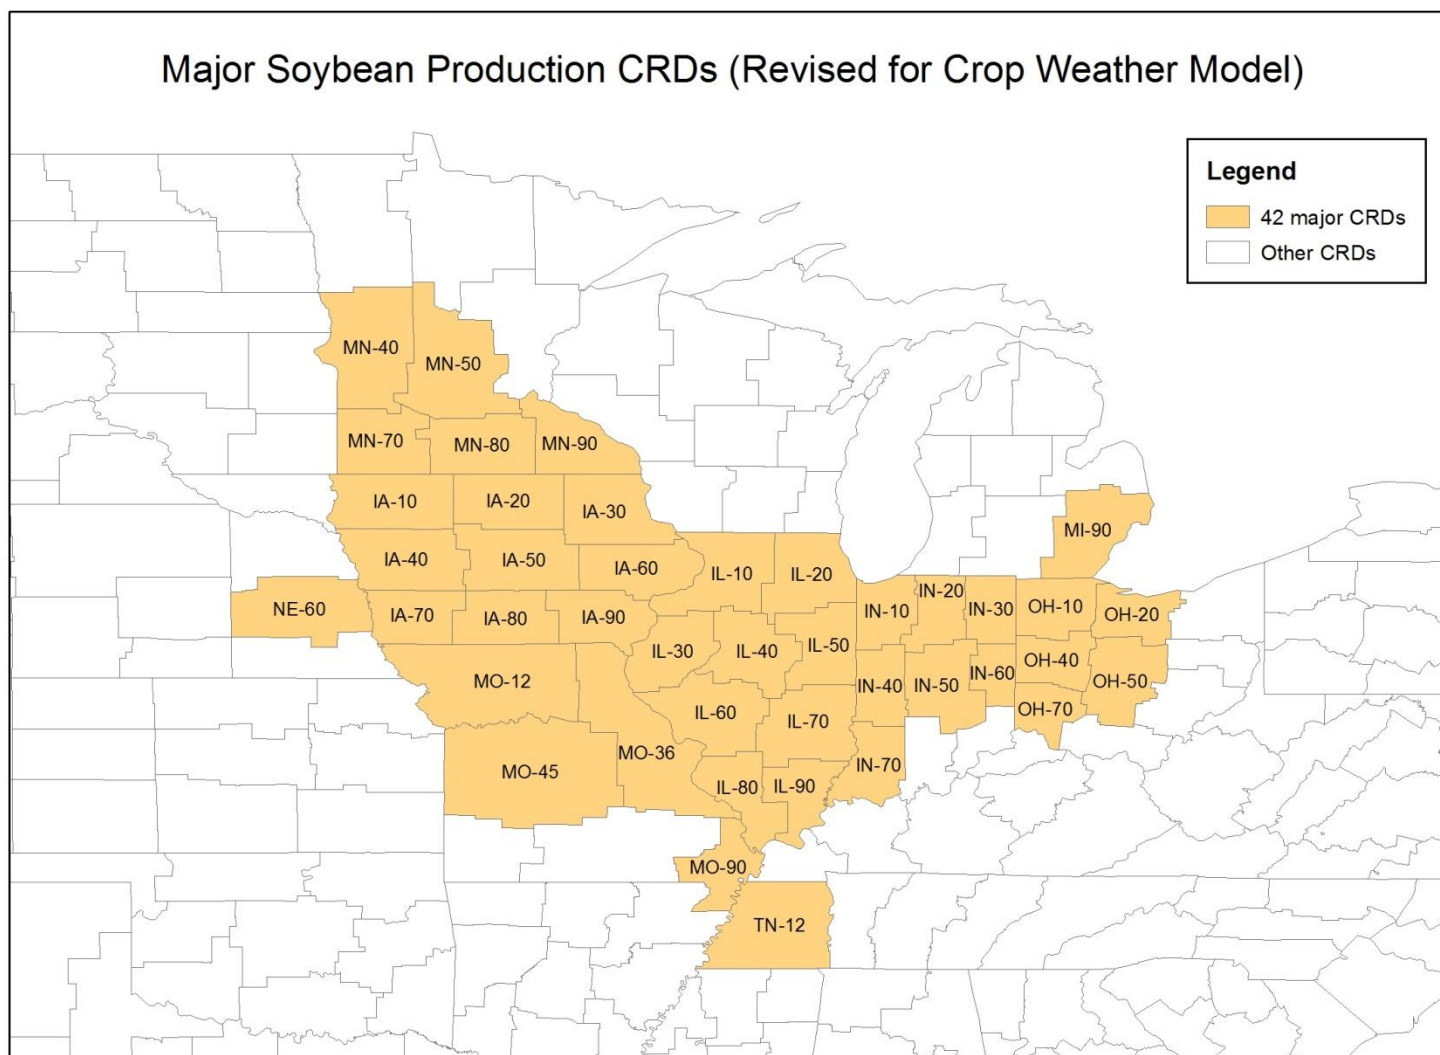 Major Soybean Production CRDs (Revised for Crop Weather Model)
Legend
42 major CRDs
Other CRDs
MN-40
MN-50
MN-70
MN-80
MN-90
IA-10
IA-20
IA-30
MI-90
IA-40
IA-50
IA-60
IL-10
IL-20
NE-60
IA-70
IA-80
IA-90
IN-10
IN-20
IN-30
OH-10
OH-20
IL-30
IL-40
IL-50
IN-40
IN-50
IN-60
OH-40
OH-50
MO-12
IL-60
IL-70
OH-70
MO-45
MO-36
IL-80
IL-90
IN-70
MO-90
TN-12